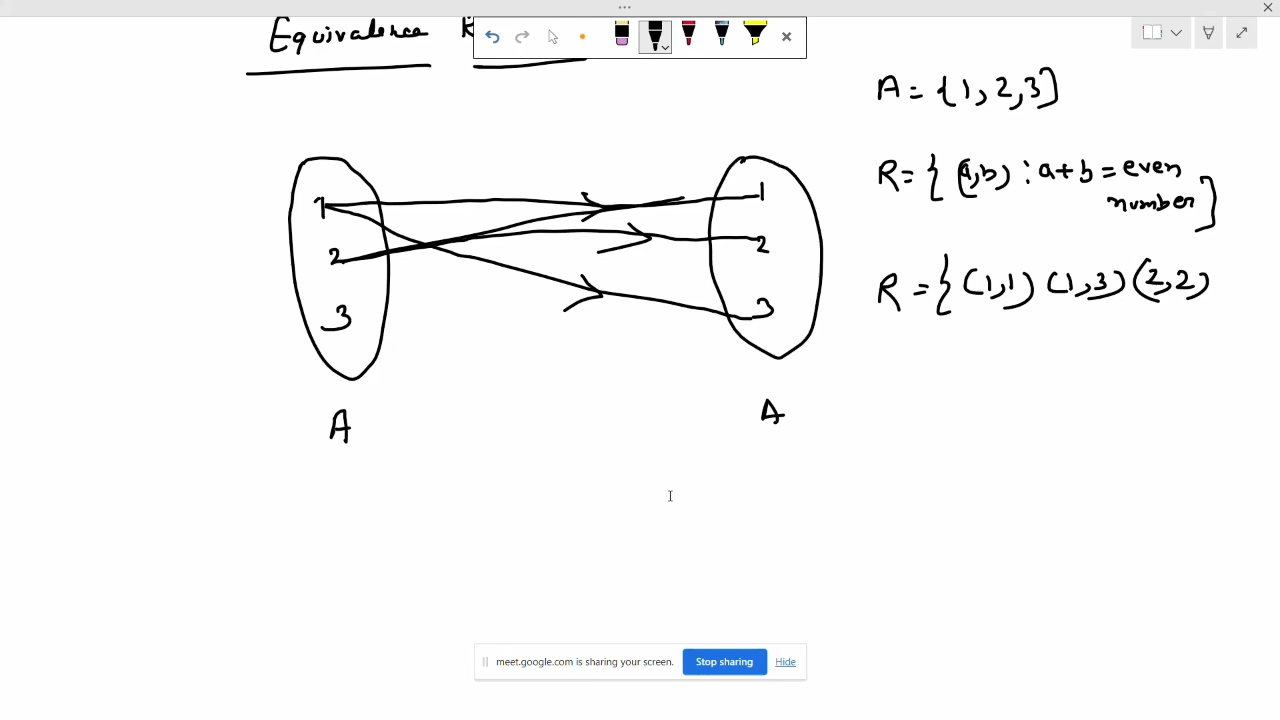 Equivalence
A = {1, 2, 3}
R = { (a,b) : a+b = even
number }
R = { (1,1) (1,3) (2,2)
1
2
3
A
1
2
3
A
meet.google.com is sharing your screen. Stop sharing Hide